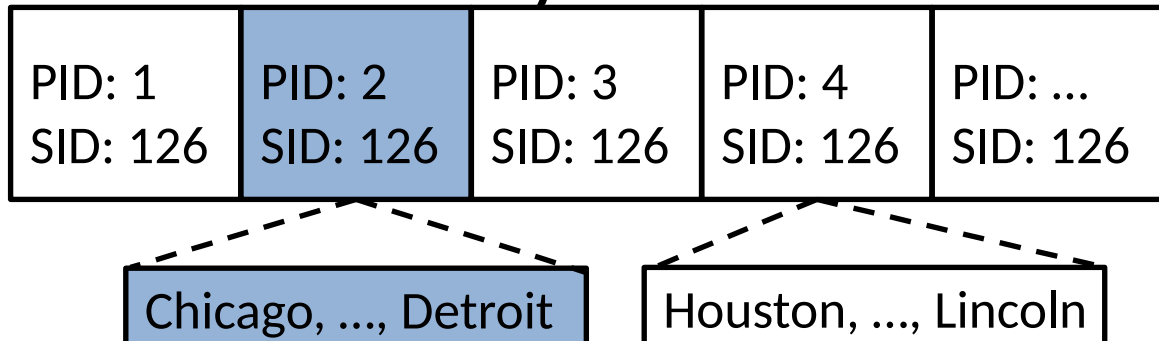 PID: 1 PID: 2 PID: 3 PID: 4 PID: ...
SID: 126 SID: 126 SID: 126 SID: 126 SID: 126
Chicago, ..., Detroit Houston, ..., Lincoln